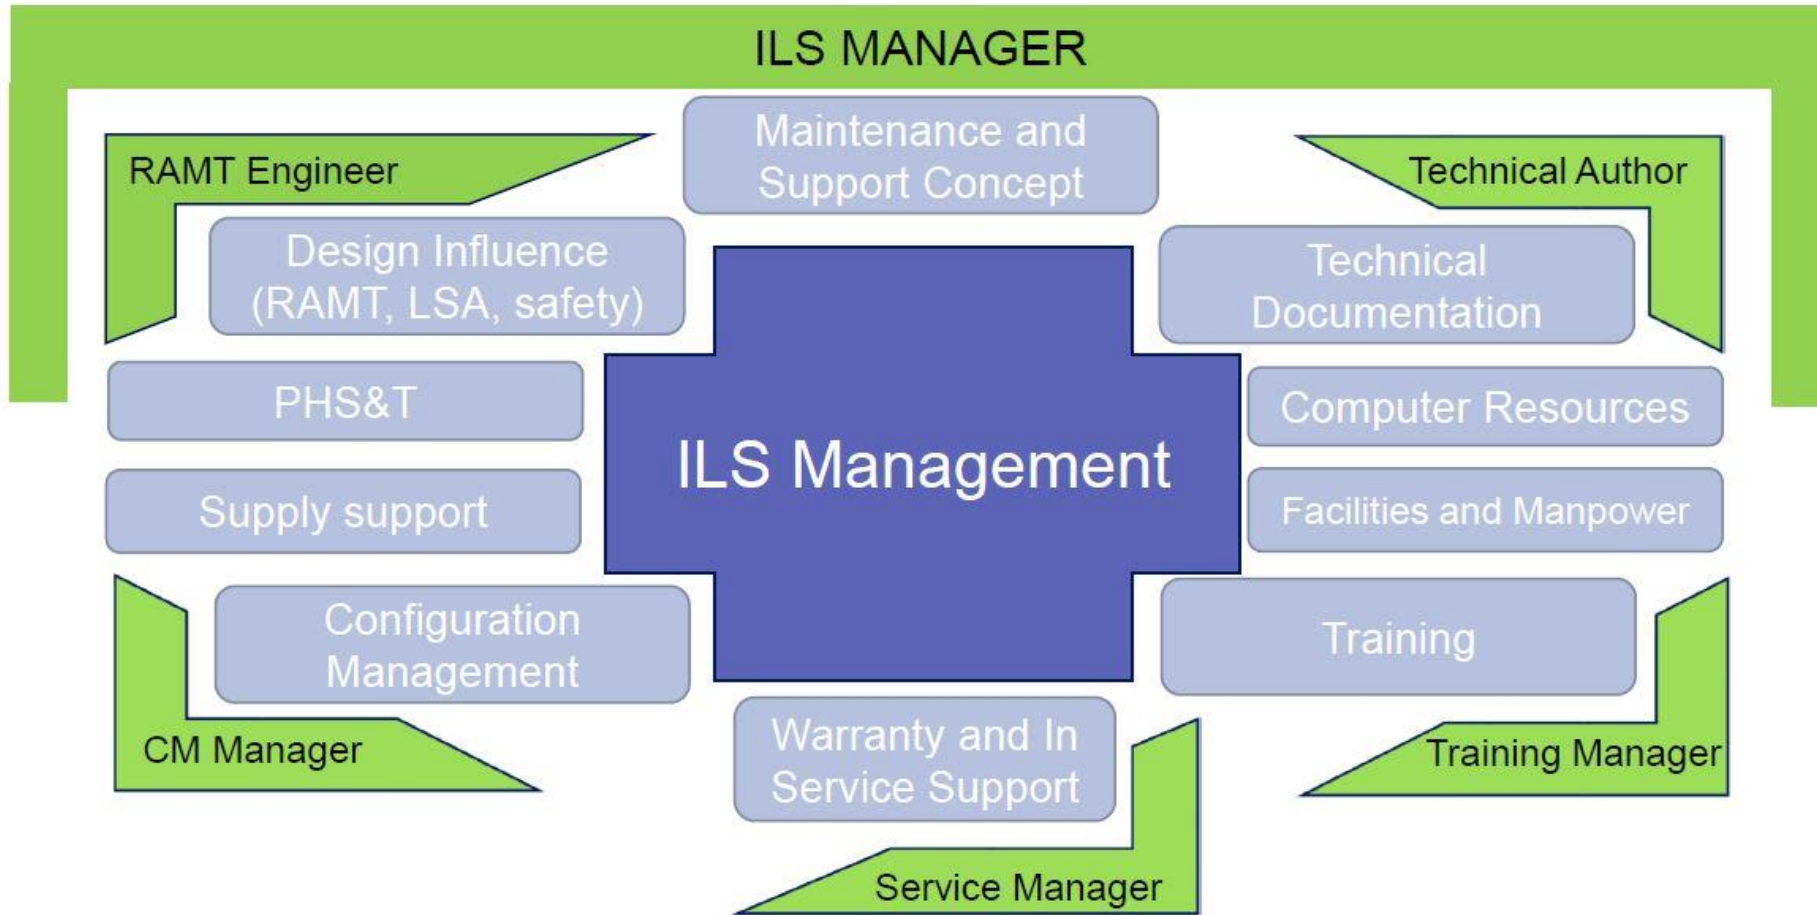 ILS MANAGER
RAMT Engineer
Maintenance and
Support Concept
Technical Author
Design Influence
(RAMT, LSA, safety)
Technical
Documentation
PHS&T
Computer Resources
ILS Management
Supply support
Facilities and Manpower
Configuration
Management
Training
CM Manager
Warranty and In
Service Support
Training Manager
Service Manager